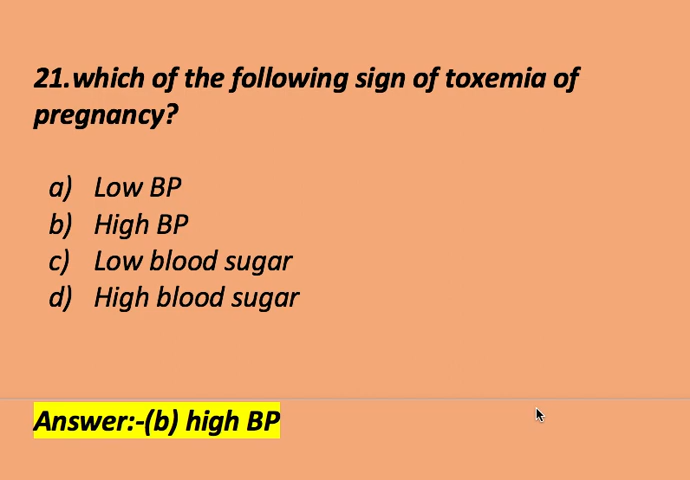 21.which of the following sign of toxemia of
pregnancy?
a) Low BP
b) High BP
c) Low blood sugar
d) High blood sugar
Answer:-(b) high BP